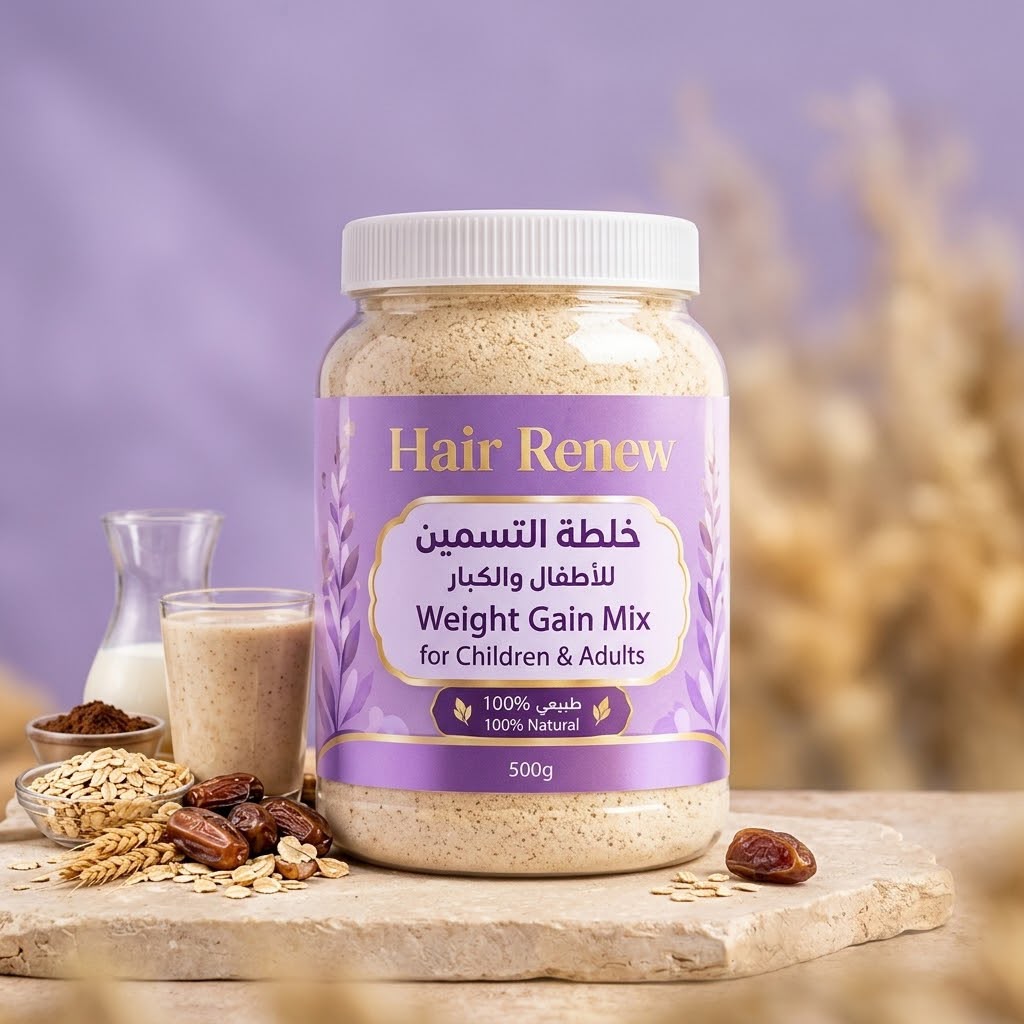 Hair Renew
خلطة التسمين
للأطفال والكبار
Weight Gain Mix
for Children & Adults
100% طبيعي
100% Natural
500g